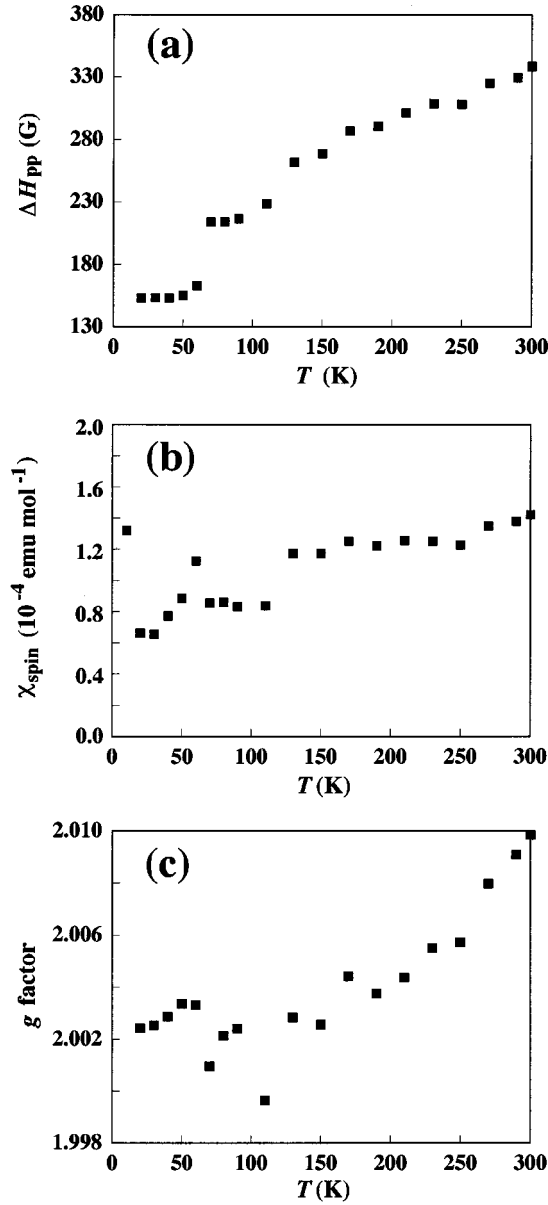 (a)
380
330
280
230
180
130
ΔH_pp (G)
0 50 100 150 200 250 300
T (K)
(b)
2.0
1.6
1.2
0.8
0.4
0.0
χ_spin (10^-4 emu mol^-1)
0 50 100 150 200 250 300
T (K)
(c)
2.010
2.006
2.002
1.998
g factor
0 50 100 150 200 250 300
T (K)